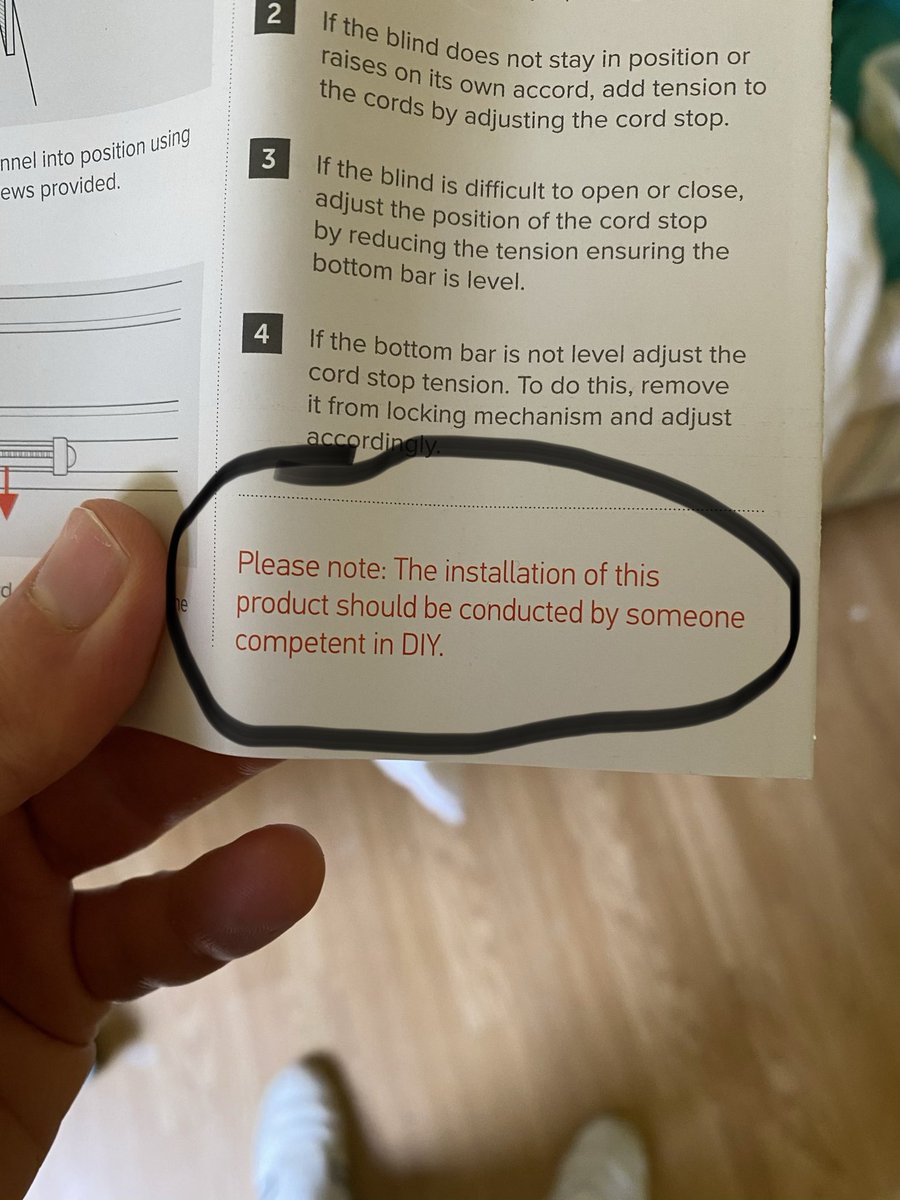 nnel into position using
ews provided.
2
If the blind does not stay in position or
raises on its own accord, add tension to
the cords by adjusting the cord stop.
3
If the blind is difficult to open or close,
adjust the position of the cord stop
by reducing the tension ensuring the
bottom bar is level.
4
If the bottom bar is not level adjust the
cord stop tension. To do this, remove
it from locking mechanism and adjust
accordingly.
Please note: The installation of this
product should be conducted by someone
competent in DIY.